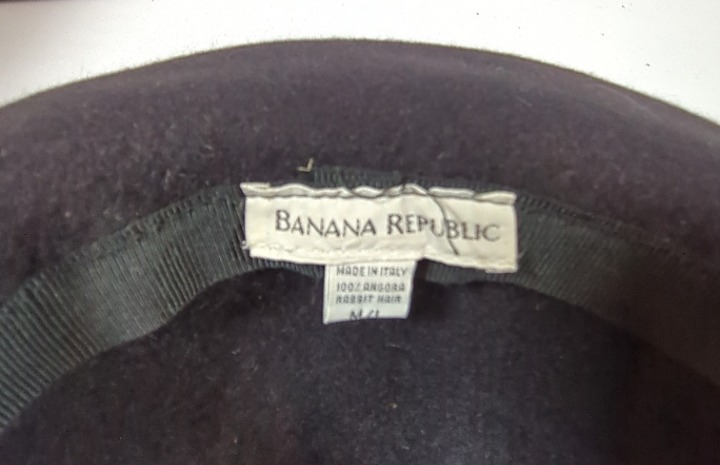 BANANA REPUBLIC
MADE IN ITALY
100% ANGORA
RABBIT HAIR
M/L